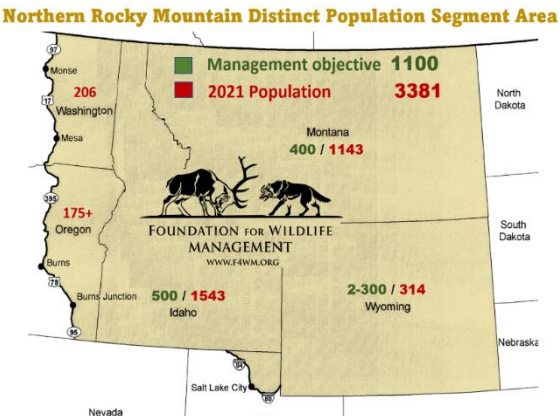 Northern Rocky Mountain Distinct Population Segment Area
Management objective 1100
2021 Population 3381
97
Monse
206
Washington
17
Mesa
North
Dakota
Montana
400 / 1143
395
175+
Oregon
FOUNDATION FOR WILDLIFE
MANAGEMENT
WWW.F4WM.ORG
South
Dakota
Burns
78
Burns Junction
500 / 1543
Idaho
2-300 / 314
Wyoming
95
Nebraska
84
Salt Lake City
80
Nevada